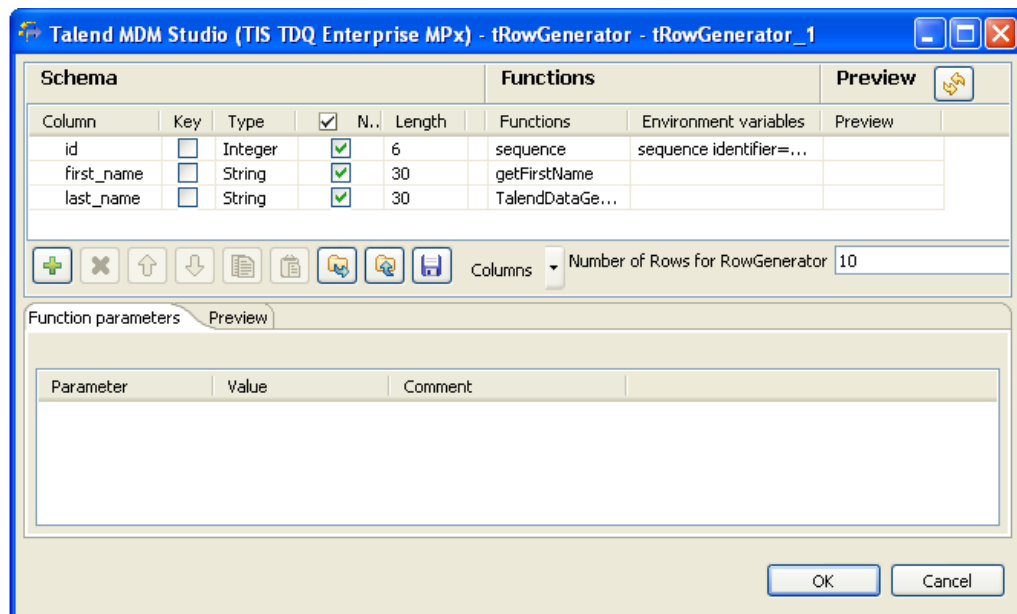 Talend MDM Studio (TIS TDQ Enterprise MPx) - tRowGenerator - tRowGenerator_1
Schema Functions Preview
Column Key Type N.. Length Functions Environment variables Preview
id Integer 6 sequence sequence identifier=...
first_name String 30 getFirstName
last_name String 30 TalendDataGe...
Columns Number of Rows for RowGenerator 10
Function parameters Preview
Parameter Value Comment
OK Cancel